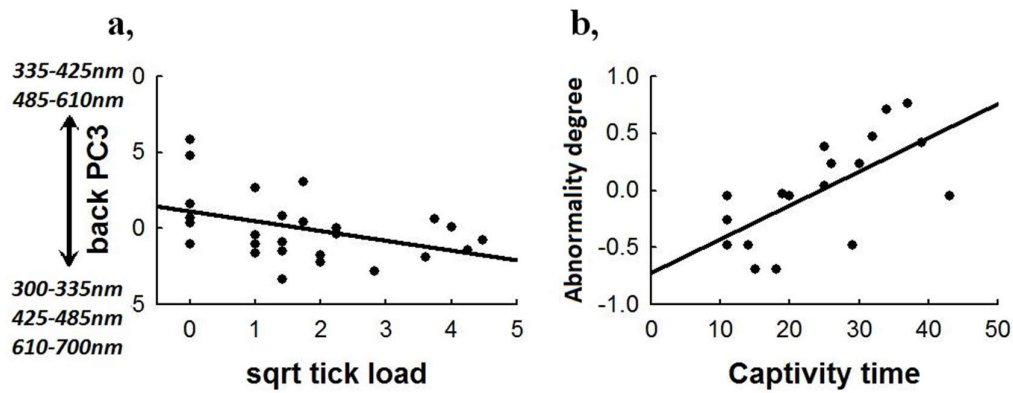 a,
335-425nm
485-610nm
back PC3
300-335nm
425-485nm
610-700nm
0
5
0
5
0 1 2 3 4 5
sqrt tick load
b,
Abnormality degree
1.0
0.5
0.0
-0.5
-1.0
0 10 20 30 40 50
Captivity time